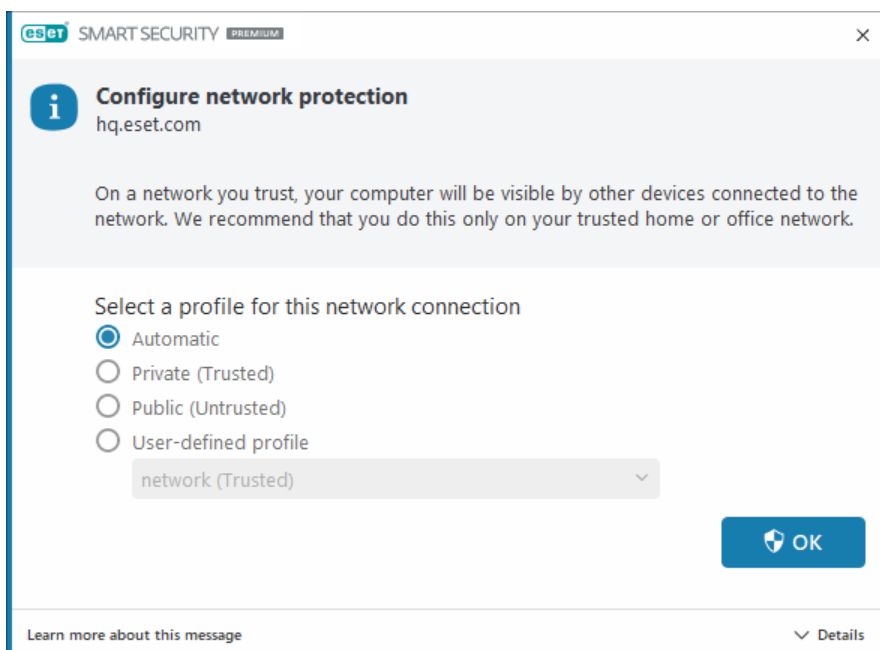 eset SMART SECURITY PREMIUM
Configure network protection
hq.eset.com
On a network you trust, your computer will be visible by other devices connected to the
network. We recommend that you do this only on your trusted home or office network.
Select a profile for this network connection
Automatic
Private (Trusted)
Public (Untrusted)
User-defined profile
network (Trusted)
OK
Learn more about this message
Details